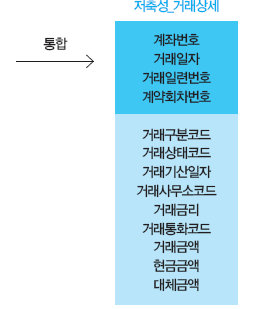 저축성_거래상세
통합
계좌번호
거래일자
거래일련번호
계약회차번호
거래구분코드
거래상태코드
거래기산일자
거래사무소코드
거래금리
거래통화코드
거래금액
현금금액
대체금액